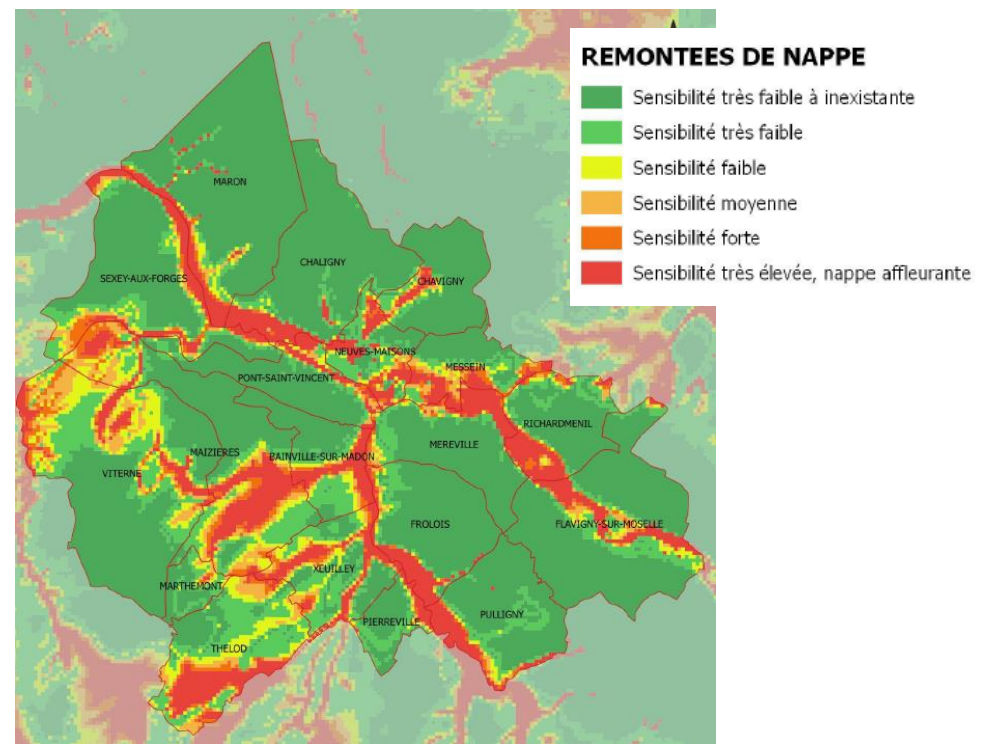 REMONTEES DE NAPPE
Sensibilité très faible à inexistante
Sensibilité très faible
Sensibilité faible
Sensibilité moyenne
Sensibilité forte
Sensibilité très élevée, nappe affleurante
MARON
CHALIGNY
SEXEY-AUX-FORGES
CHAVIGNY
NEUVES-MAISONS
MESSEIN
PONT-SAINT-VINCENT
RICHARDMENIL
MEREVILLE
MAIZIERES
BAINVILLE-SUR-MADON
VITERNE
FROLOIS
FLAVIGNY-SUR-MOSELLE
XEUILLEY
MARTHEMONT
PULLIGNY
PIERREVILLE
THELOD